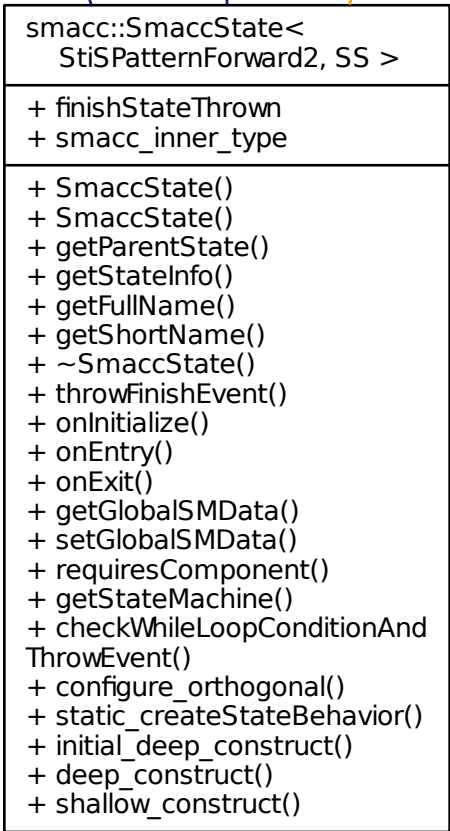 smacc::SmaccState<
StiSPatternForward2, SS >
+ finishStateThrown
+ smacc_inner_type
+ SmaccState()
+ SmaccState()
+ getParentState()
+ getStateInfo()
+ getFullName()
+ getShortName()
+ ~SmaccState()
+ throwFinishEvent()
+ onInitialize()
+ onEntry()
+ onExit()
+ getGlobalSMData()
+ setGlobalSMData()
+ requiresComponent()
+ getStateMachine()
+ checkWhileLoopConditionAnd
ThrowEvent()
+ configure_orthogonal()
+ static_createStateBehavior()
+ initial_deep_construct()
+ deep_construct()
+ shallow_construct()